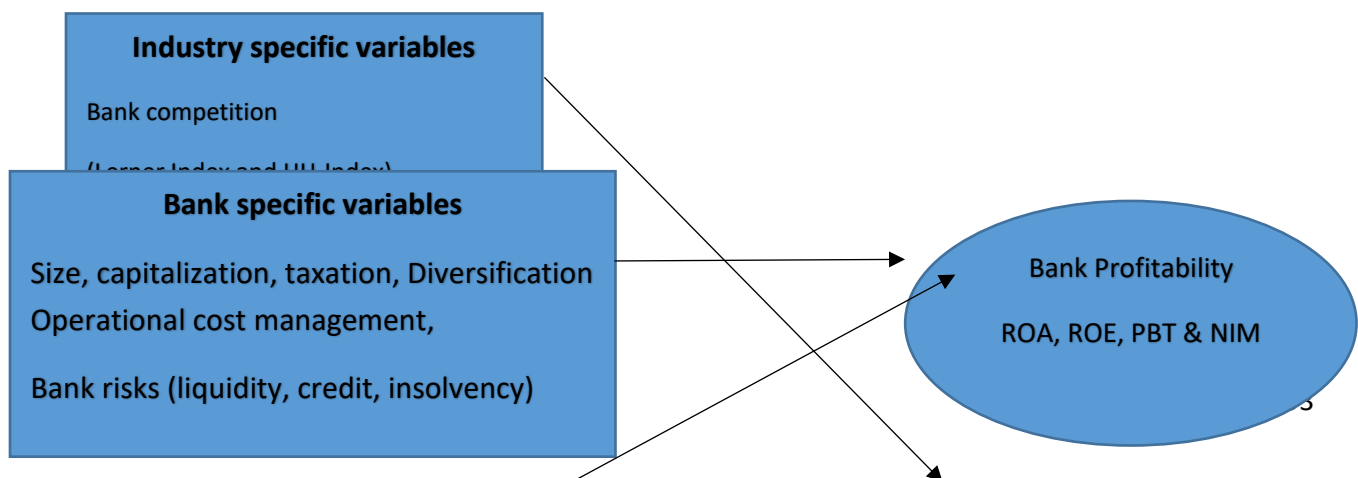 Industry specific variables
Bank competition
Bank specific variables
Size, capitalization, taxation, Diversification
Operational cost management,
Bank risks (liquidity, credit, insolvency)
Bank Profitability
ROA, ROE, PBT & NIM